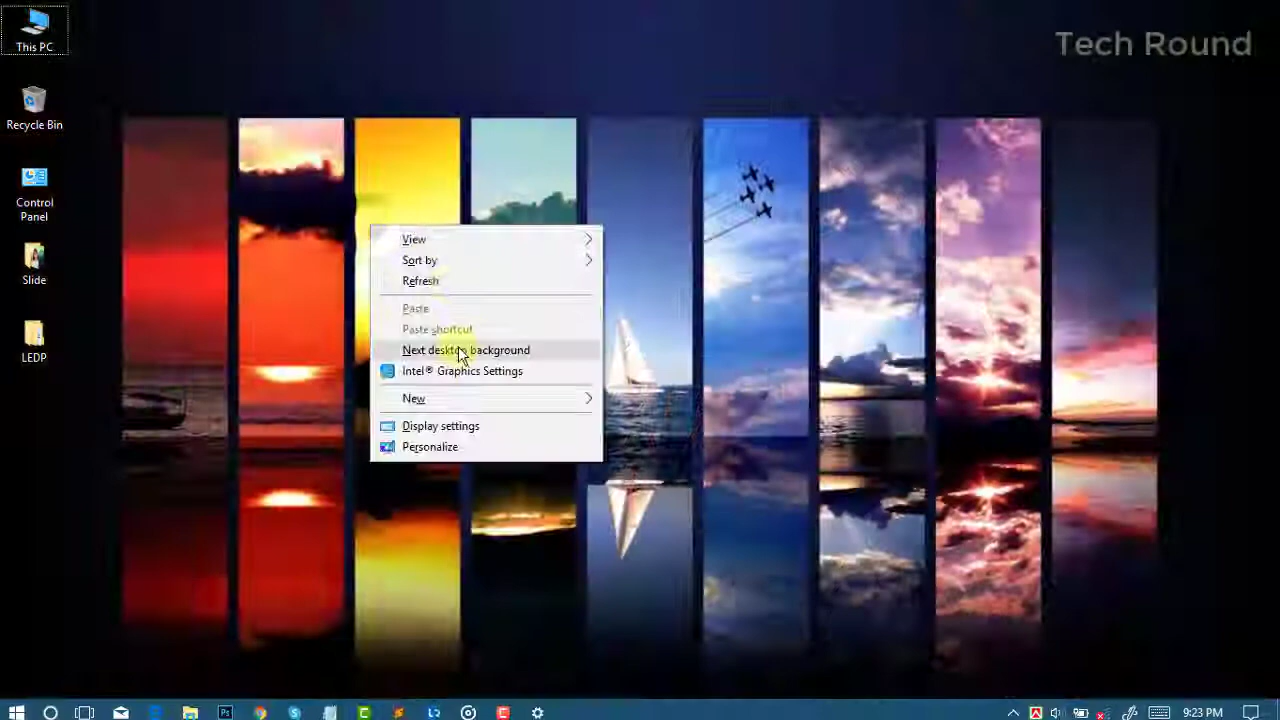 This PC
Tech Round
Recycle Bin
Control
Panel
Slide
LEDP
View
Sort by
Refresh
Paste
Paste shortcut
Next desktop background
Intel® Graphics Settings
New
Display settings
Personalize
Ps
9:23 PM